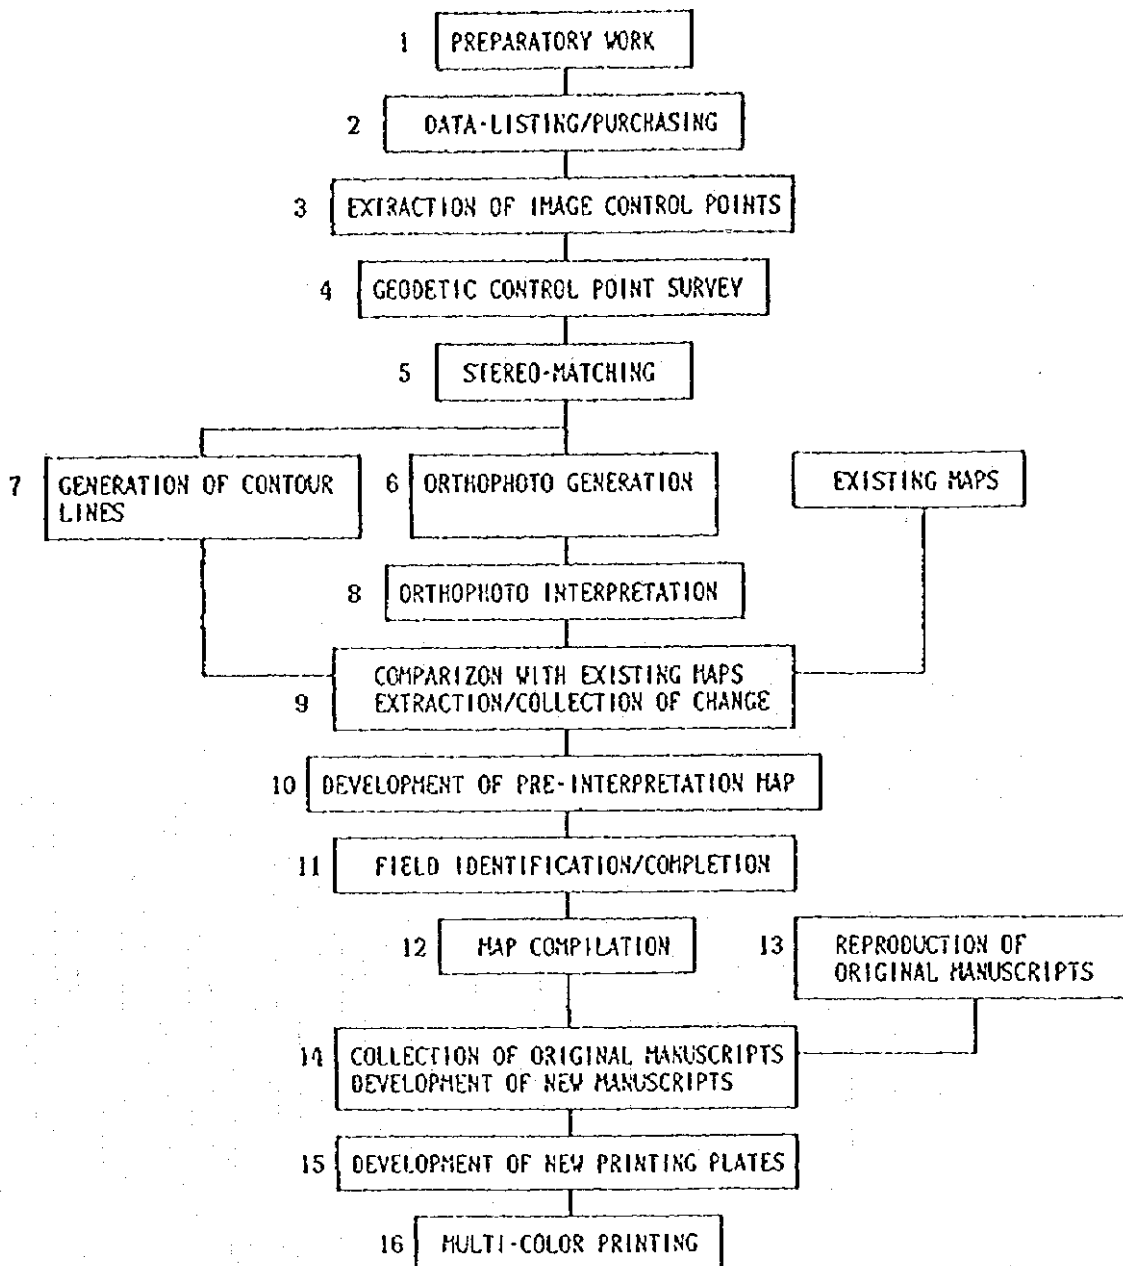 1 PREPARATORY WORK
2 DATA-LISTING/PURCHASING
3 EXTRACTION OF IMAGE CONTROL POINTS
4 GEODETIC CONTROL POINT SURVEY
5 STEREO-MATCHING
7 GENERATION OF CONTOUR
LINES
6 ORTHOPHOTO GENERATION
EXISTING MAPS
8 ORTHOPHOTO INTERPRETATION
9 COMPARIZON WITH EXISTING MAPS
EXTRACTION/COLLECTION OF CHANGE
10 DEVELOPMENT OF PRE-INTERPRETATION MAP
11 FIELD IDENTIFICATION/COMPLETION
12 MAP COMPILATION
13 REPRODUCTION OF
ORIGINAL MANUSCRIPTS
14 COLLECTION OF ORIGINAL MANUSCRIPTS
DEVELOPMENT OF NEW MANUSCRIPTS
15 DEVELOPMENT OF NEW PRINTING PLATES
16 MULTI-COLOR PRINTING